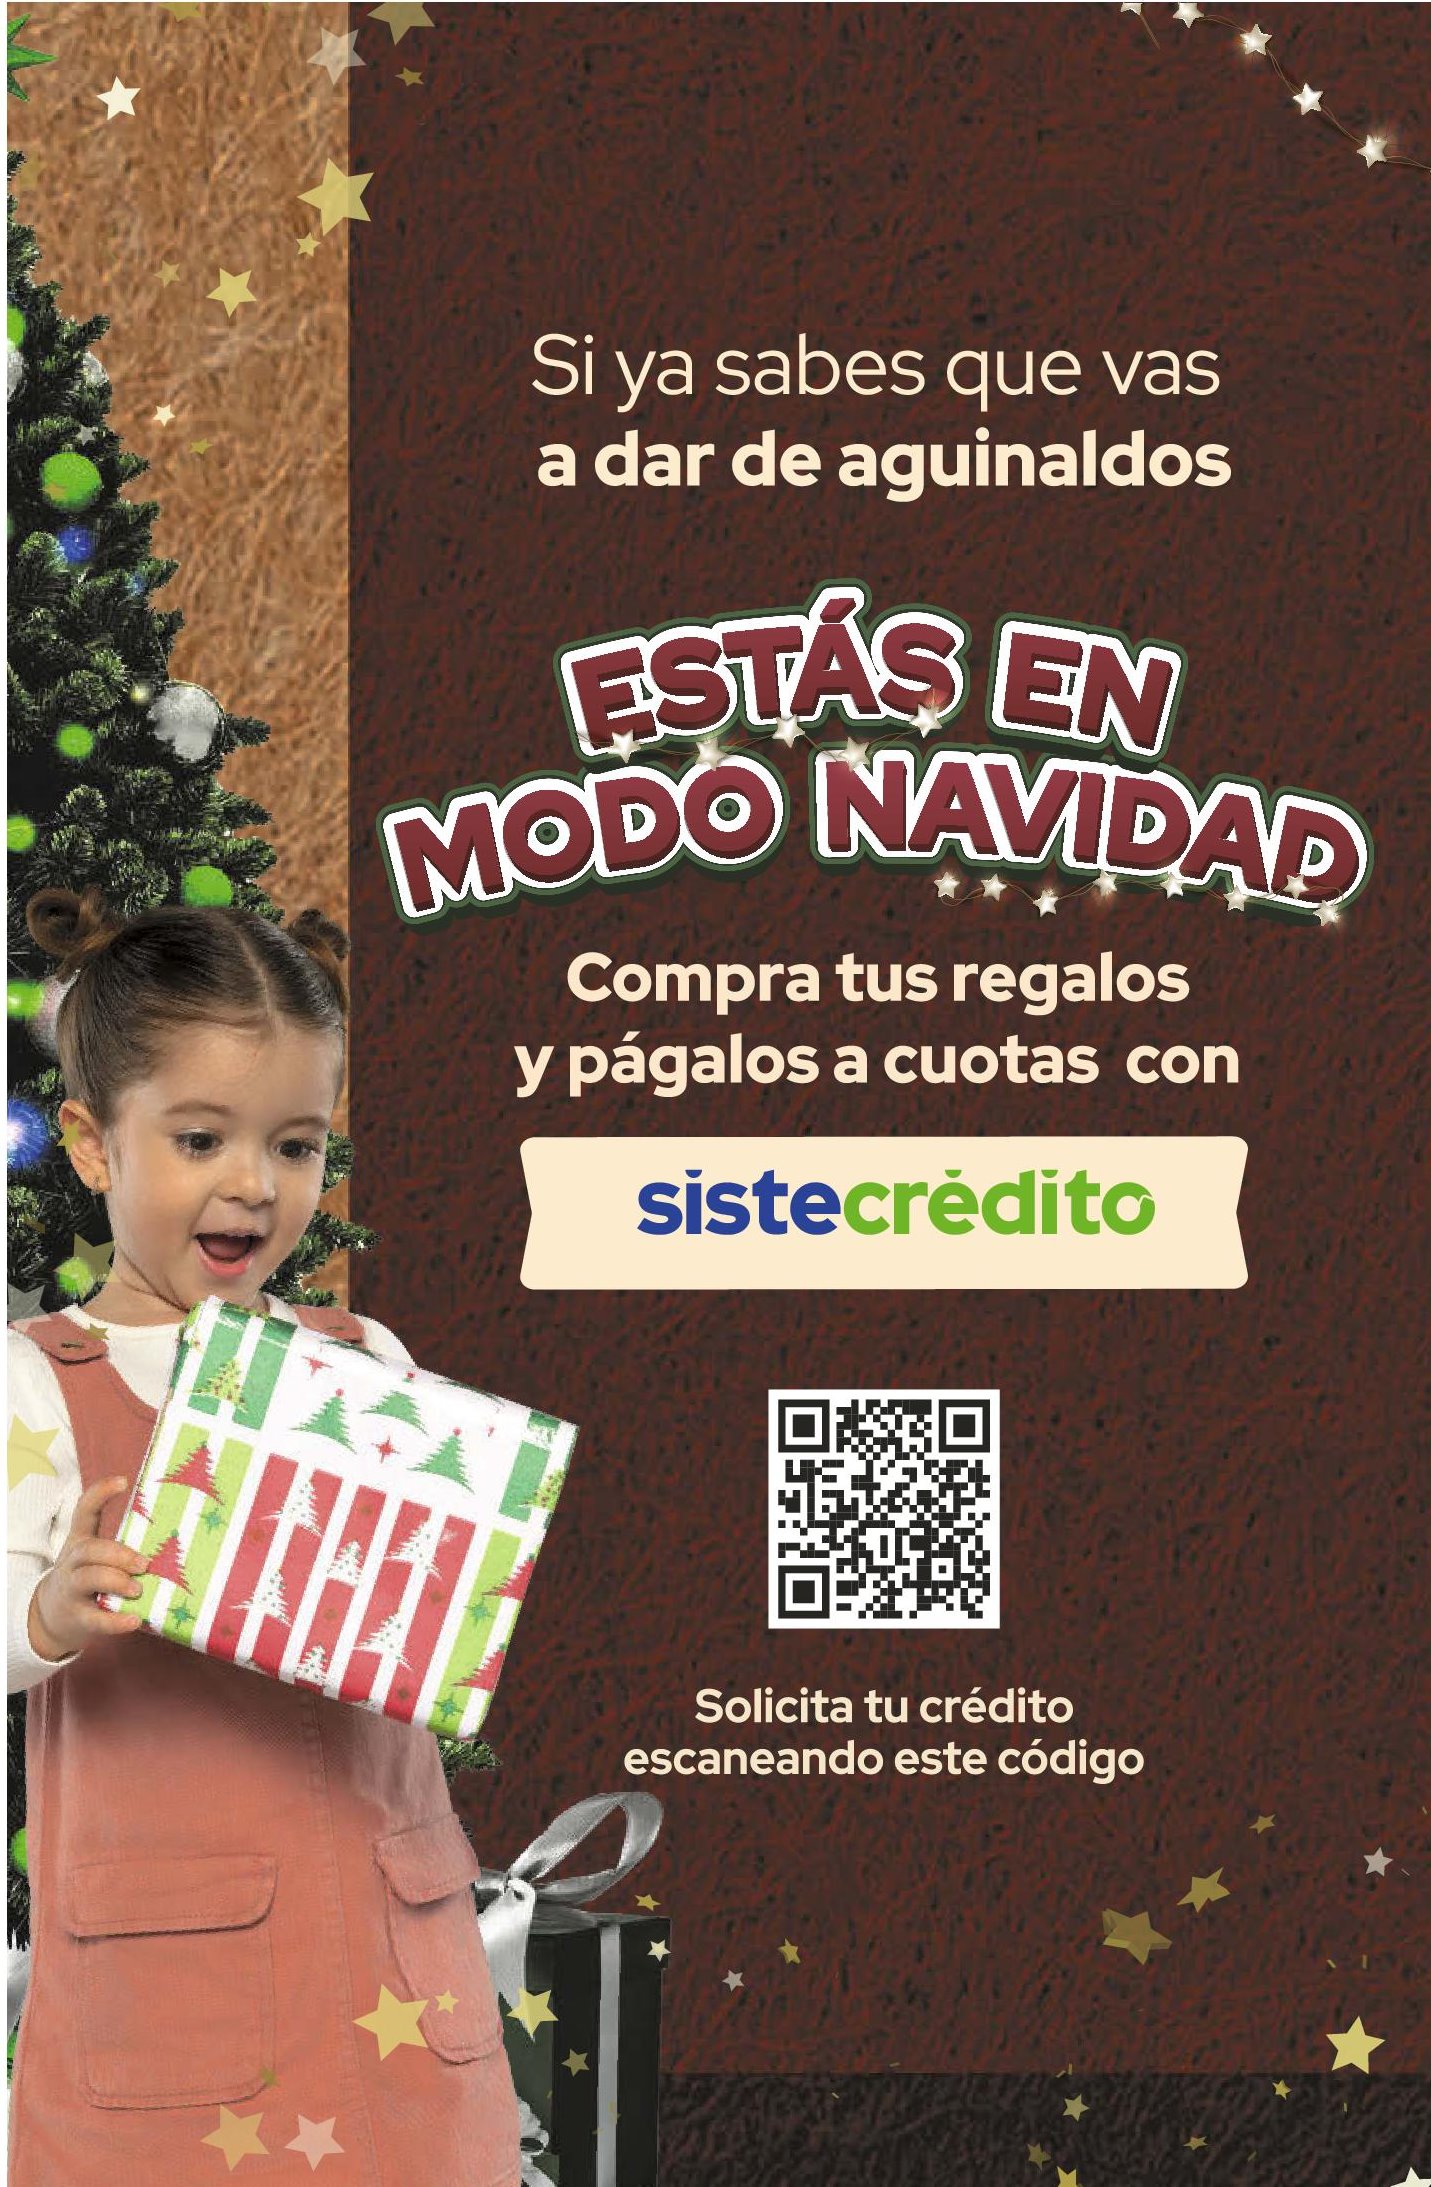 Si ya sabes que vas
a dar de aguinaldos
ESTÁS EN
MODO NAVIDAD
Compra tus regalos
y págalos a cuotas con
sistecrédito
Solicita tu crédito
escaneando este código